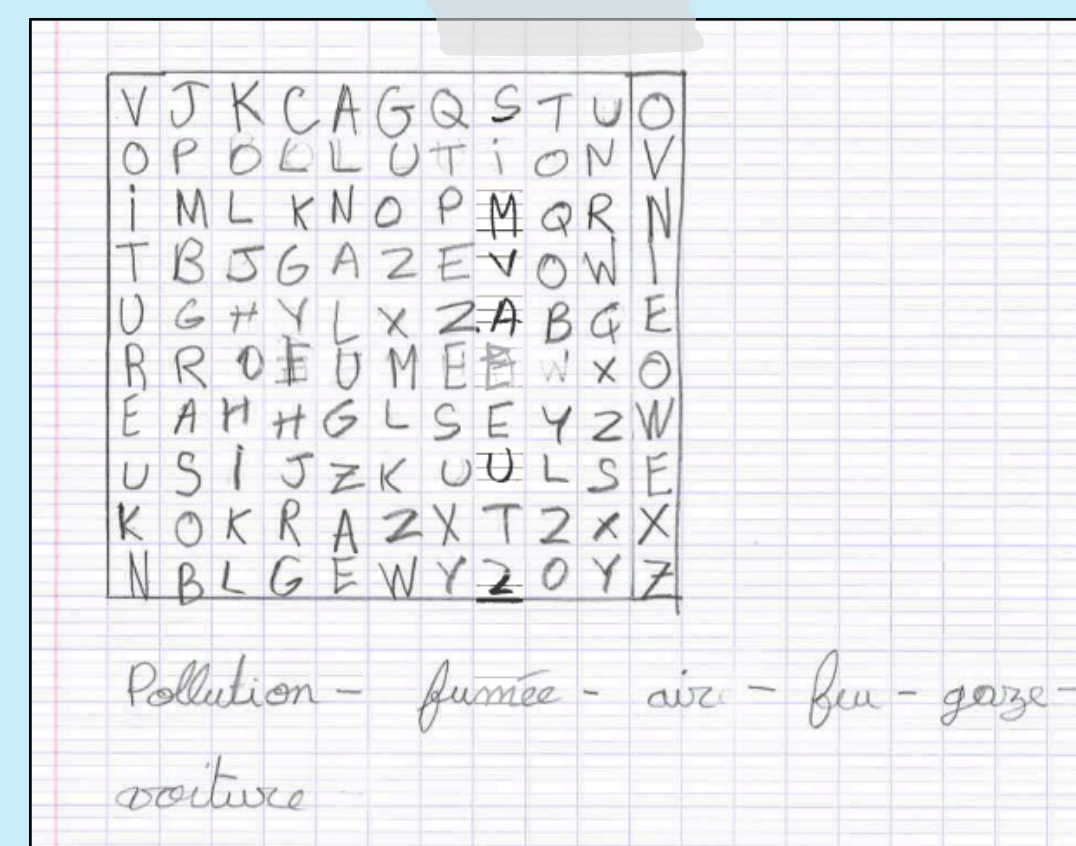 V J K C A G Q S T U O
O P O L L U T i O N V
i M L K N O P M Q R N
T B J G A Z E V O W I
U G H Y L X Z A B G E
R R O E U M E E W X O
E A H H G L S E Y Z W
U S I J Z K U U L S E
K O K R A Z X T Z X X
N B L G E W Y Z O Y Z
Pollution - fumée - air - feu - gaze -
voiture